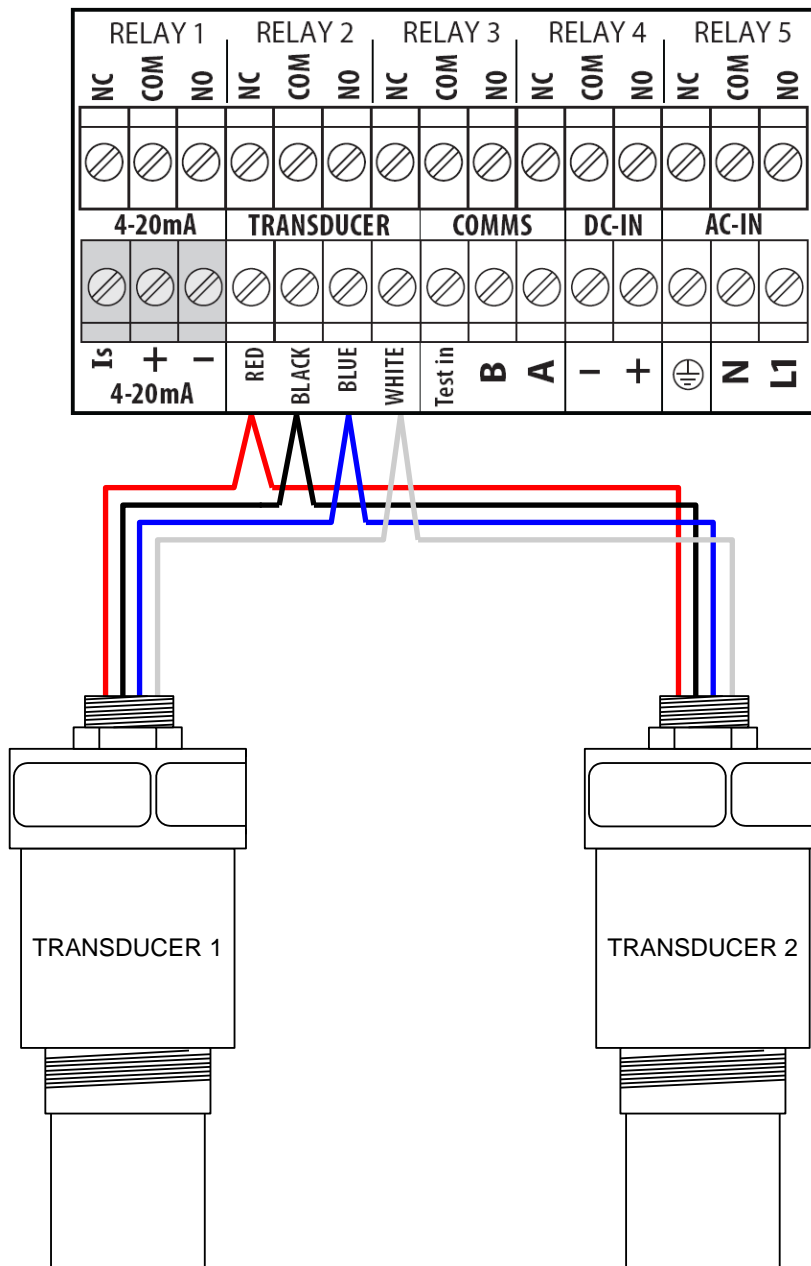 RELAY 1 RELAY 2 RELAY 3 RELAY 4 RELAY 5
NC COM NO NC COM NO NC COM NO NC COM NO NC COM NO
4-20mA TRANSDUCER COMMS DC-IN AC-IN
Is + − RED BLACK BLUE WHITE Test in B A − + N L1
4-20mA
TRANSDUCER 1 TRANSDUCER 2